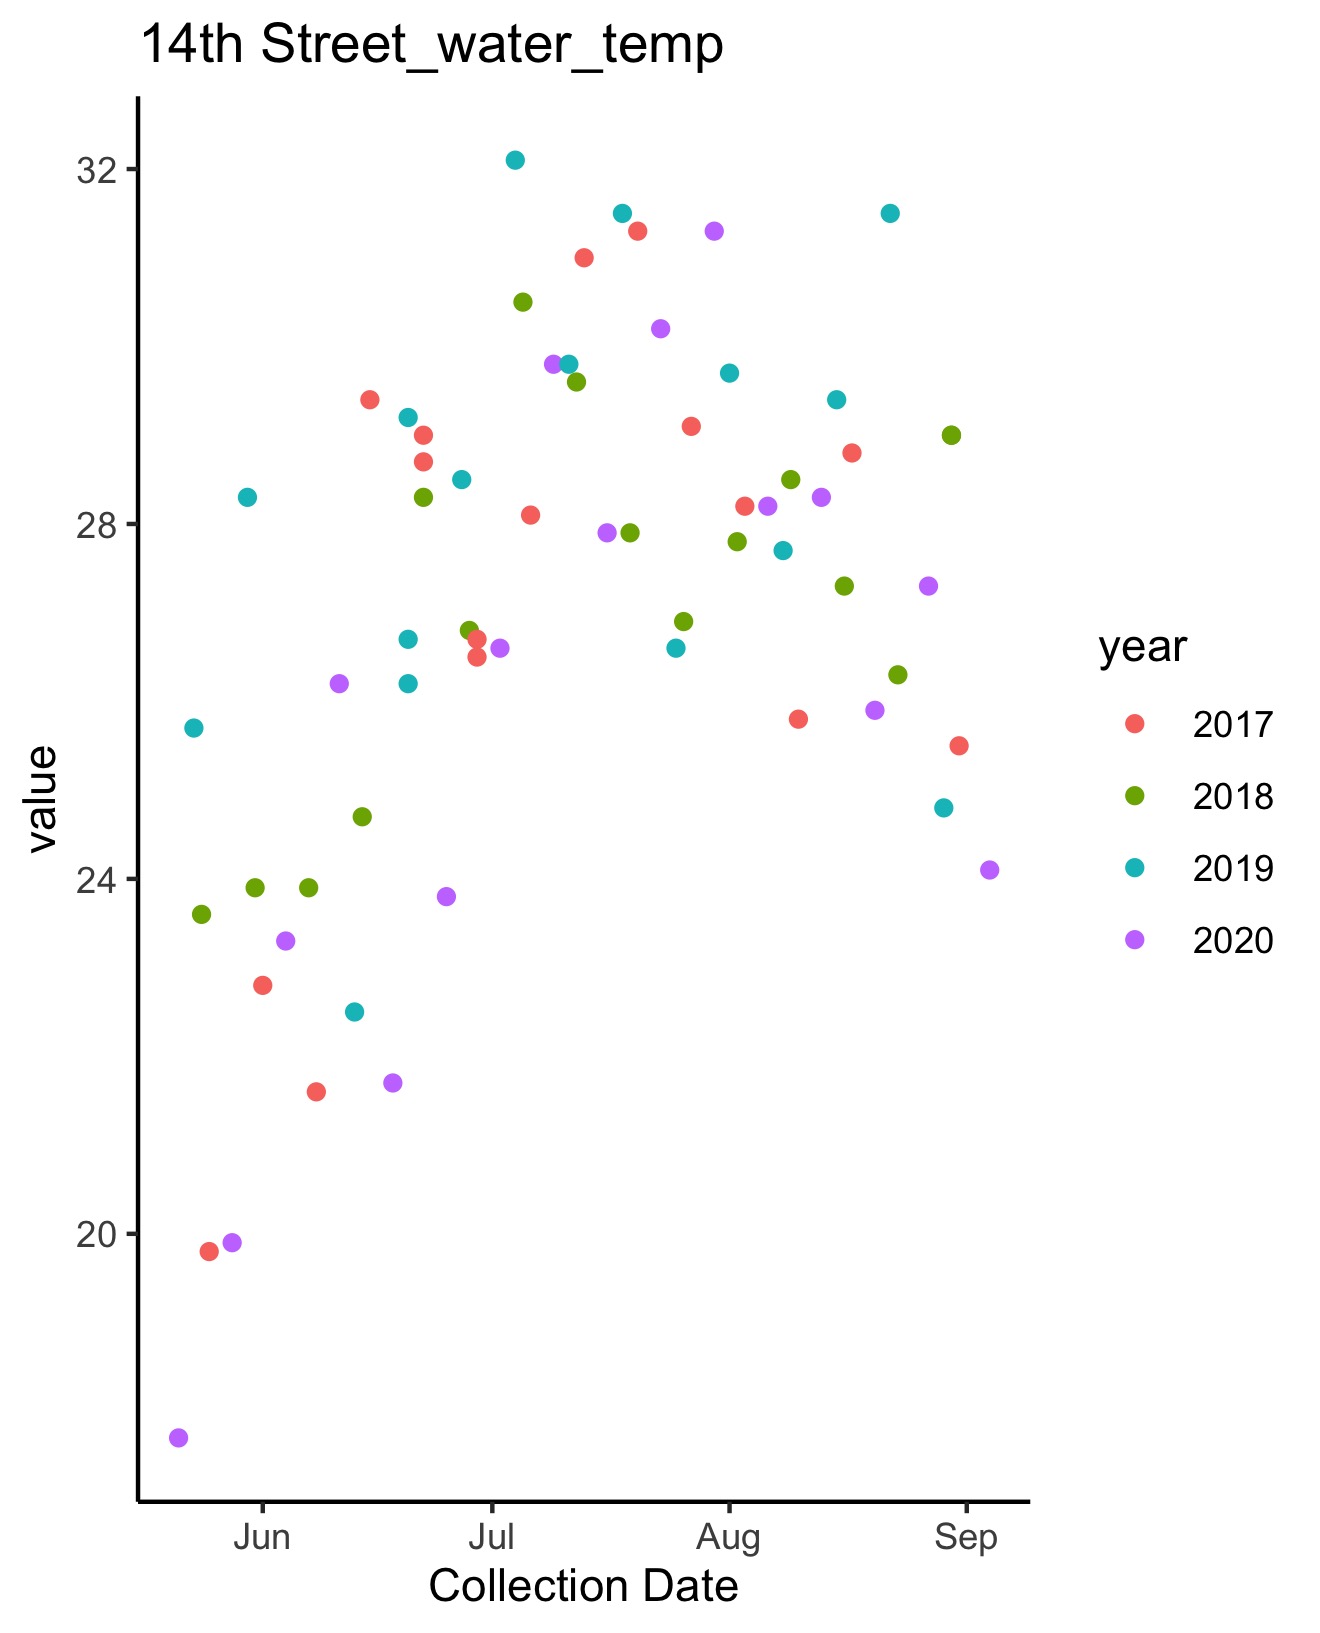 14th Street_water_temp
32
28
24
20
value
Jun Jul Aug Sep
Collection Date
year
2017
2018
2019
2020